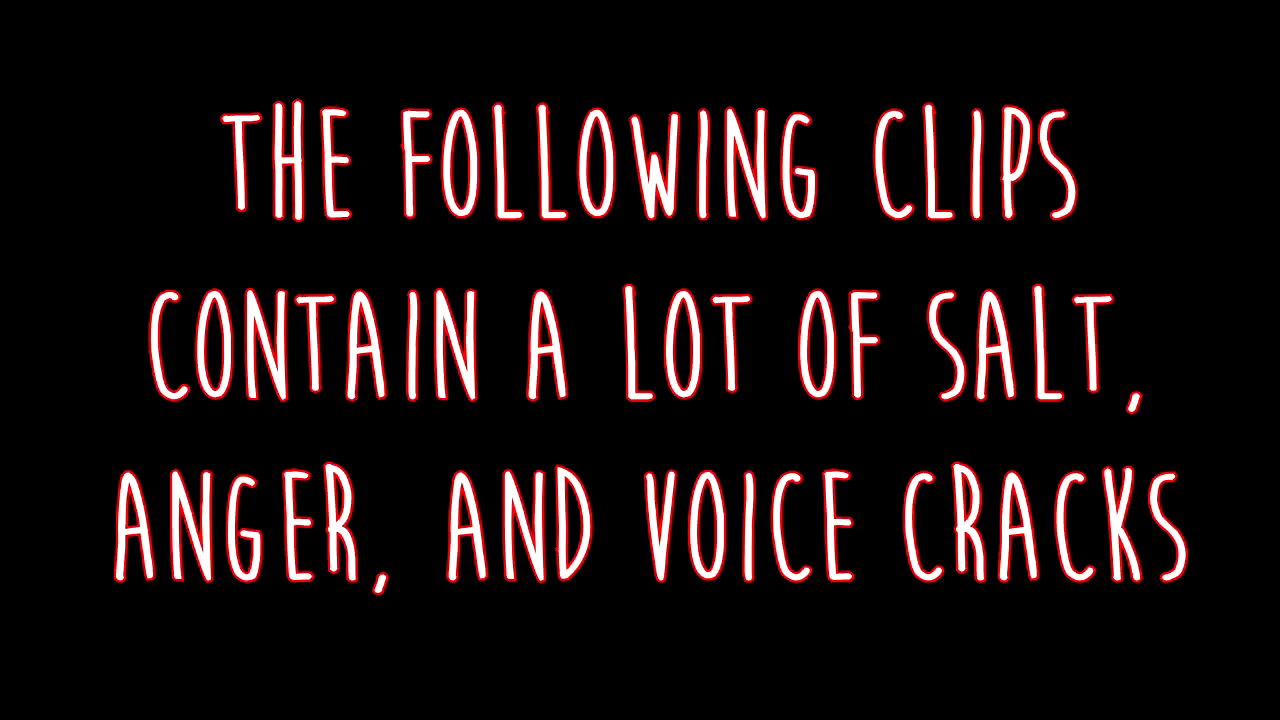 THE FOLLOWING CLIPS
CONTAIN A LOT OF SALT,
ANGER, AND VOICE CRACKS